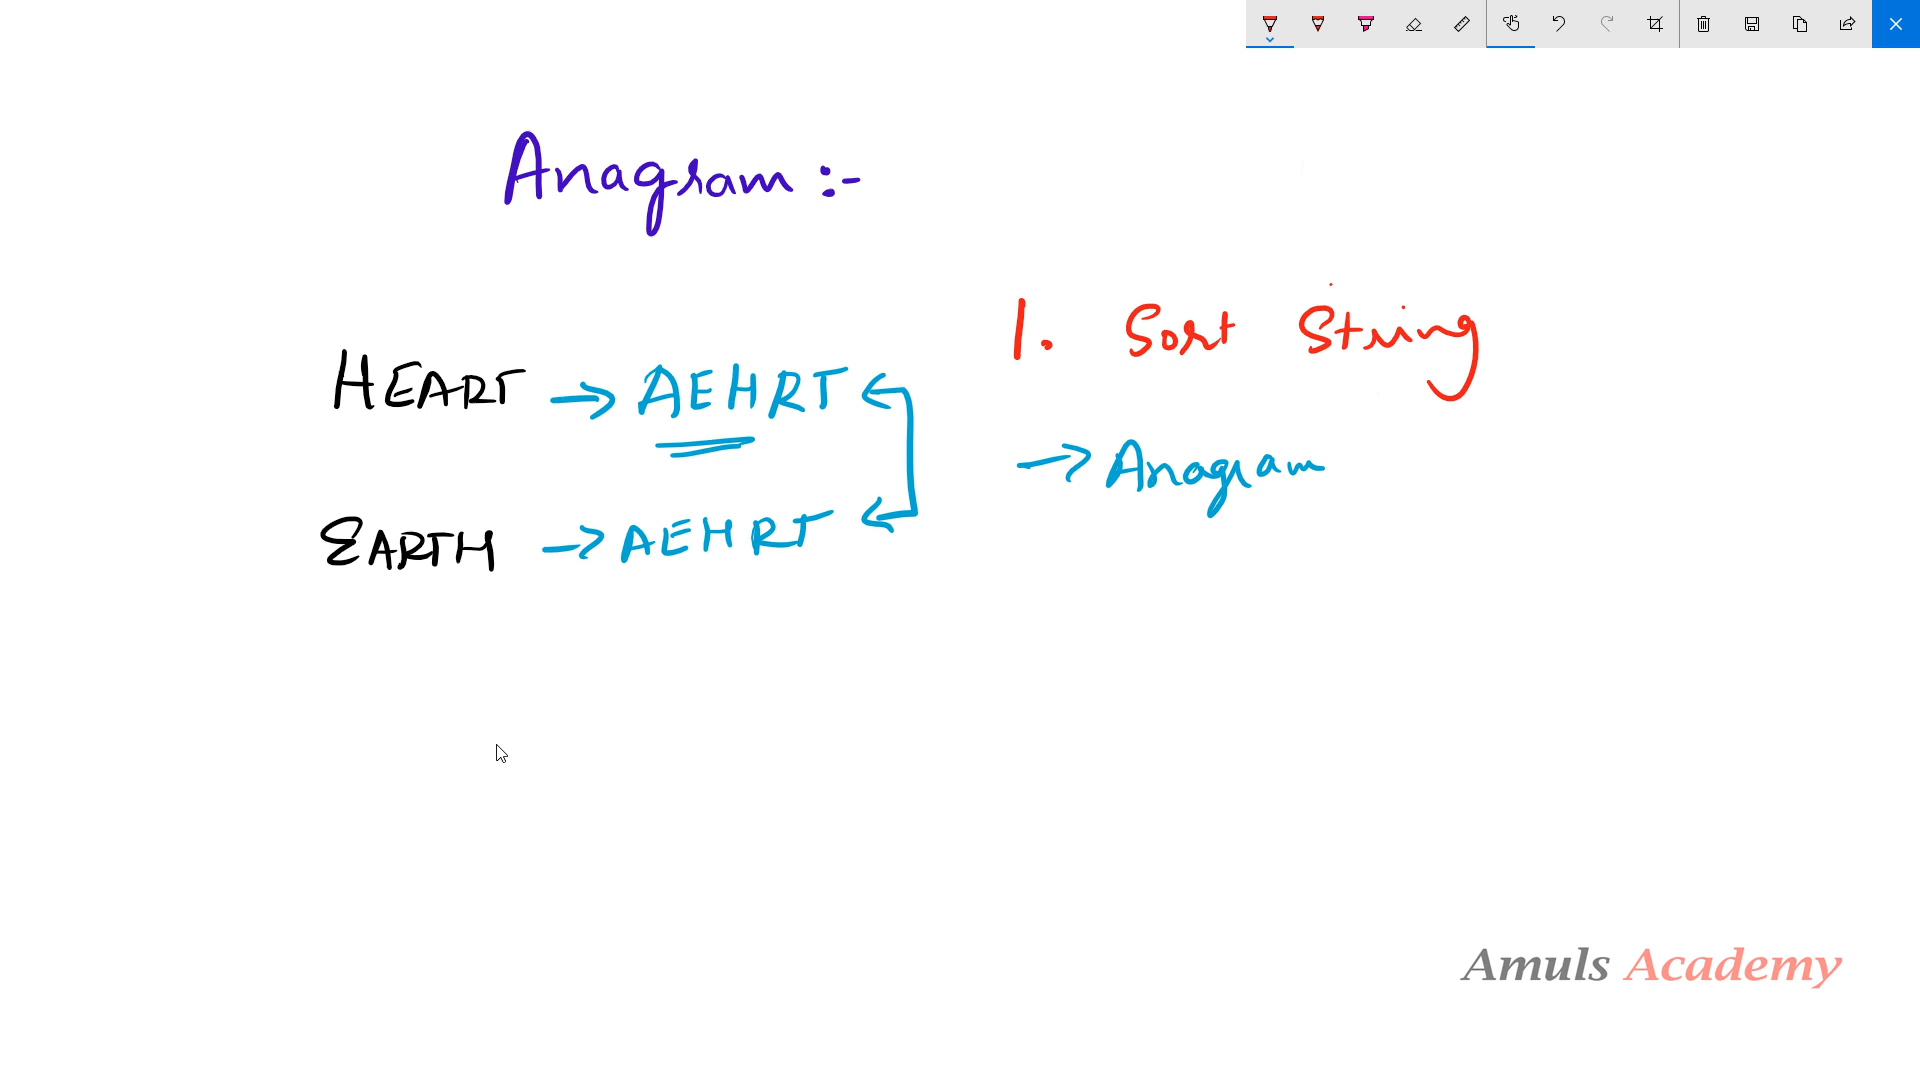 Anagram :-
1. Sort String
HEART → AEHRT
→ Anagram
EARTH → AEHRT
Amuls Academy